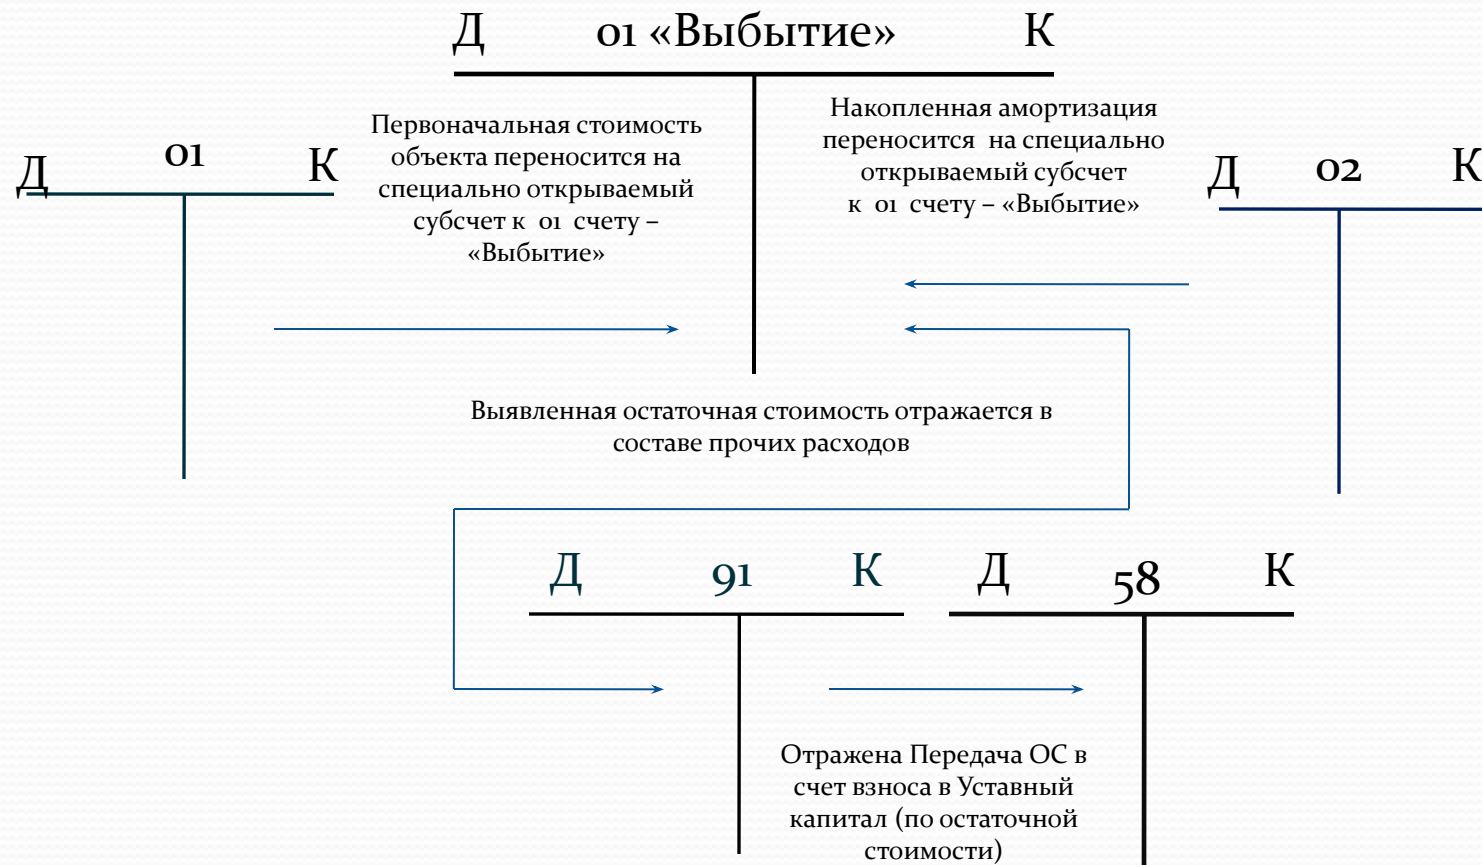 Д 01 «Выбытие» К
Первоначальная стоимость
объекта переносится на
специально открываемый
субсчет к 01 счету –
«Выбытие»
Накопленная амортизация
переносится на специально
открываемый субсчет
к 01 счету – «Выбытие»
Д 01 К
Д 02 К
Выявленная остаточная стоимость отражается в
составе прочих расходов
Д 91 К
Д 58 К
Отражена Передача ОС в
счет взноса в Уставный
капитал (по остаточной
стоимости)